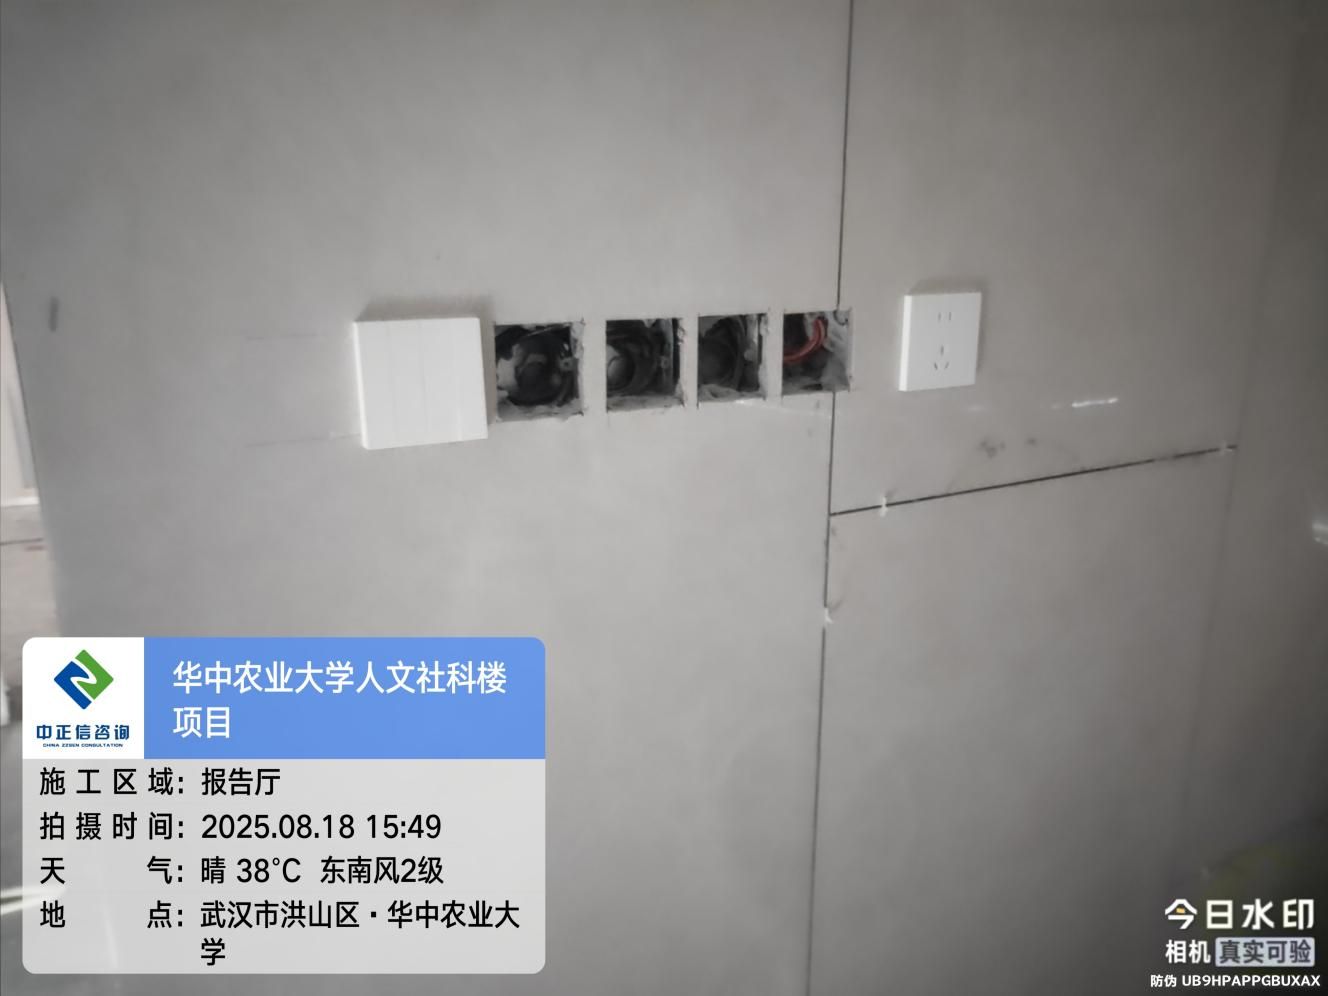 中正信咨询
CHINA ZZSEN CONSULTATION
华中农业大学人文社科楼
项目
施工区域：报告厅
拍摄时间：2025.08.18 15:49
天气：晴 38℃ 东南风2级
地点：武汉市洪山区·华中农业大
学
今日水印
相机 真实可验
防伪 UB9HPAPPGBUXAX